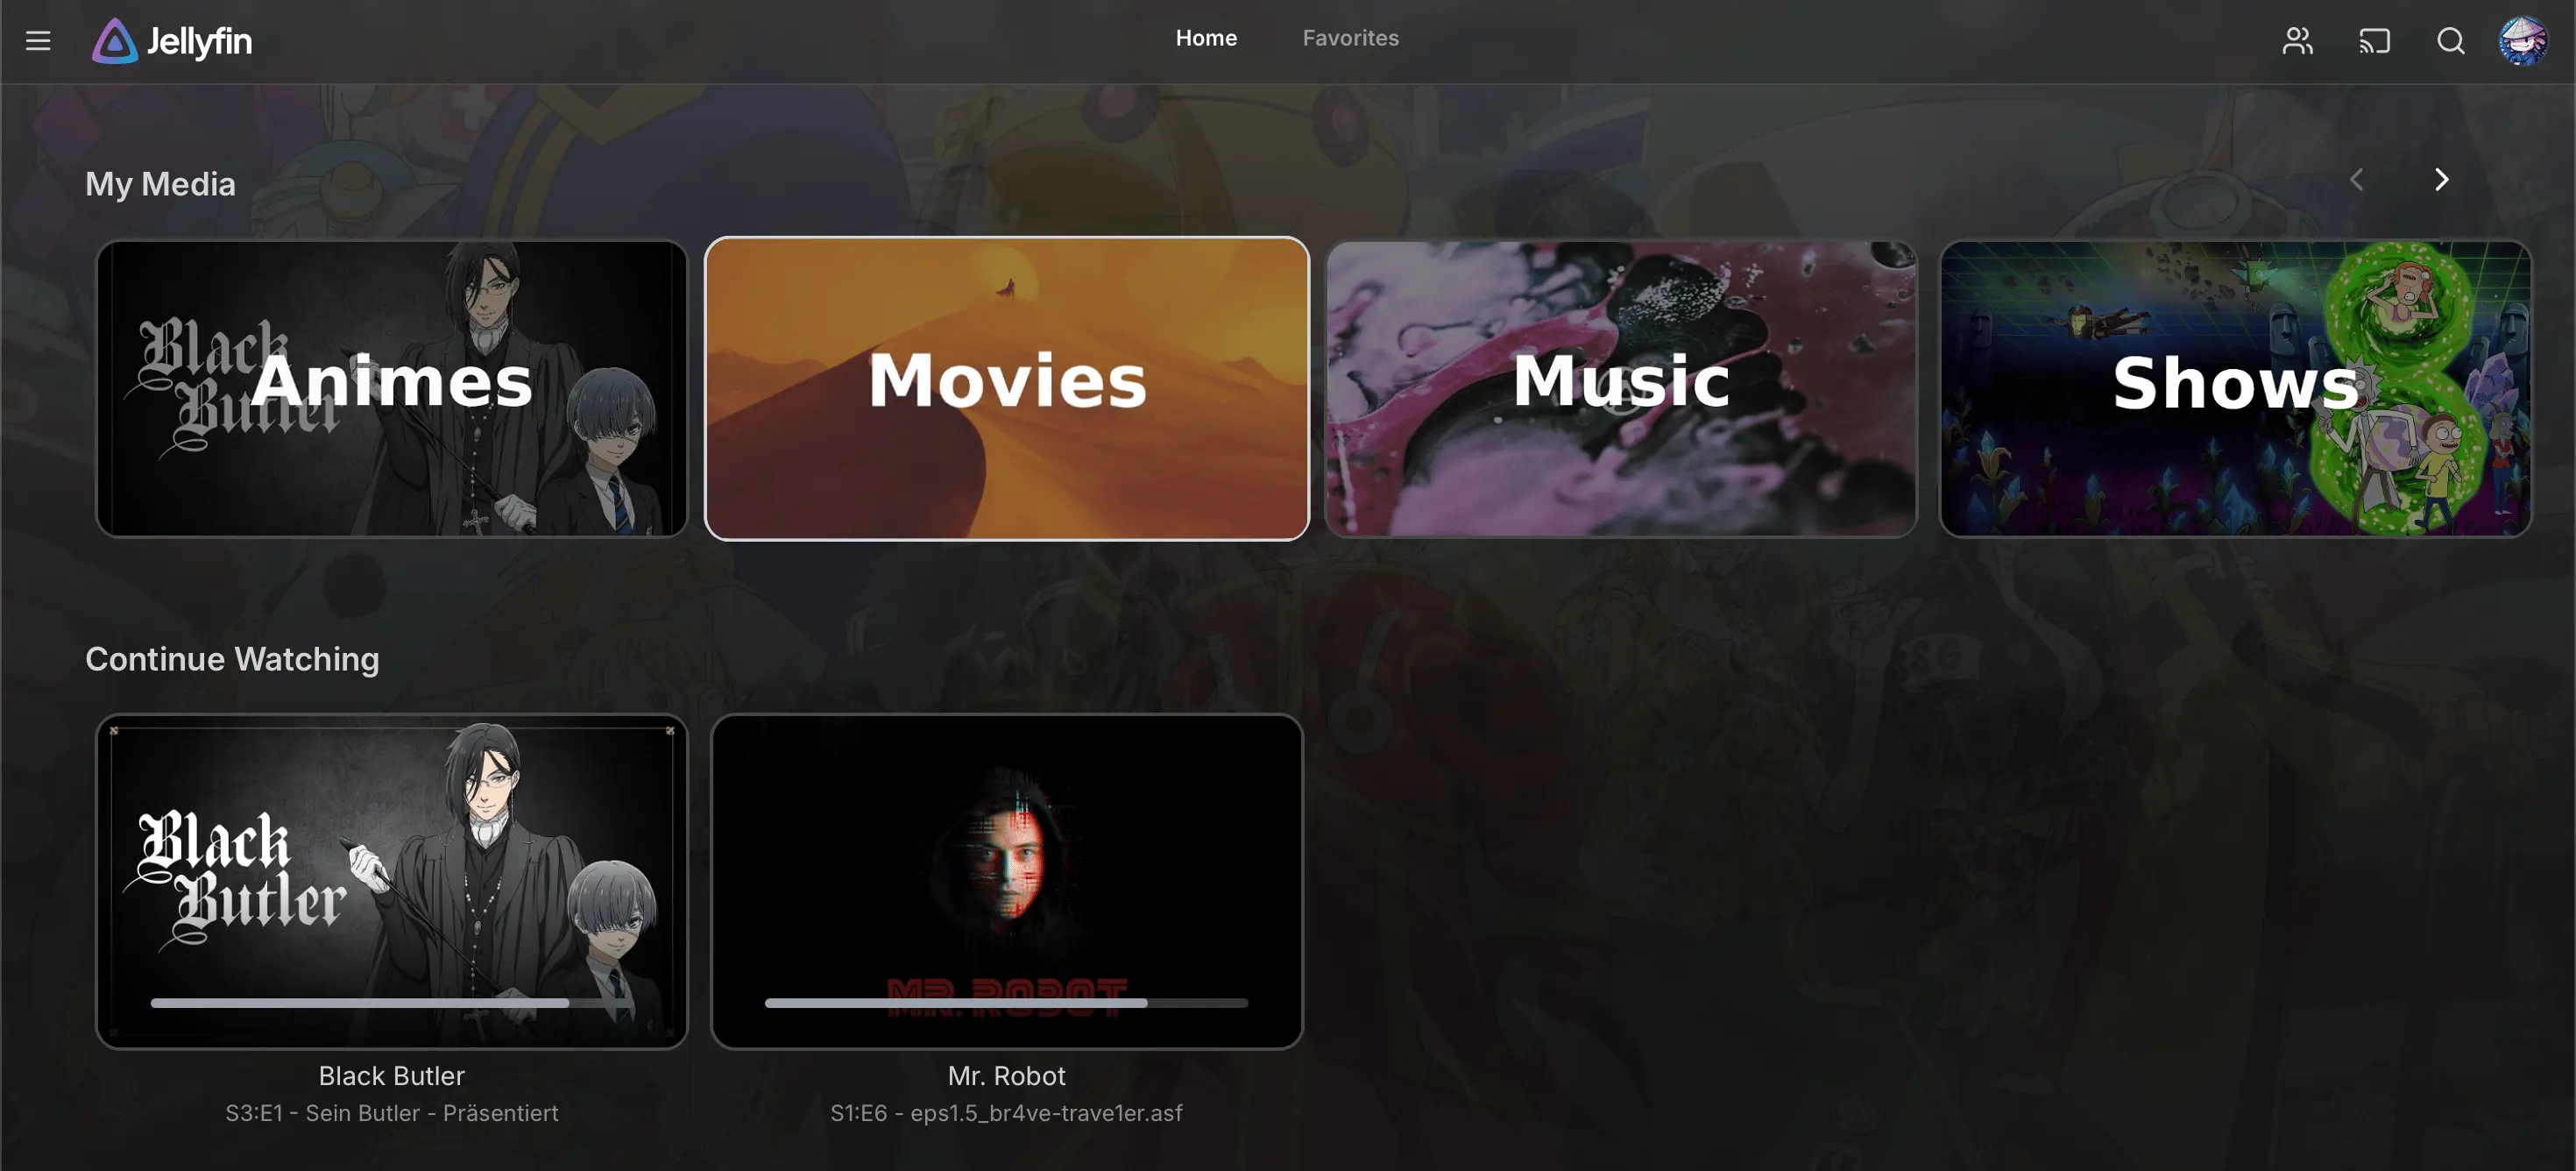 Jellyfin
Home
Favorites
My Media
Black
Butler
Animes
Movies
Music
Shows
SG
Continue Watching
Black
Butler
MR. ROBOT
Black Butler
S3:E1 - Sein Butler - Präsentiert
Mr. Robot
S1:E6 - eps1.5_br4ve-trave1er.asf